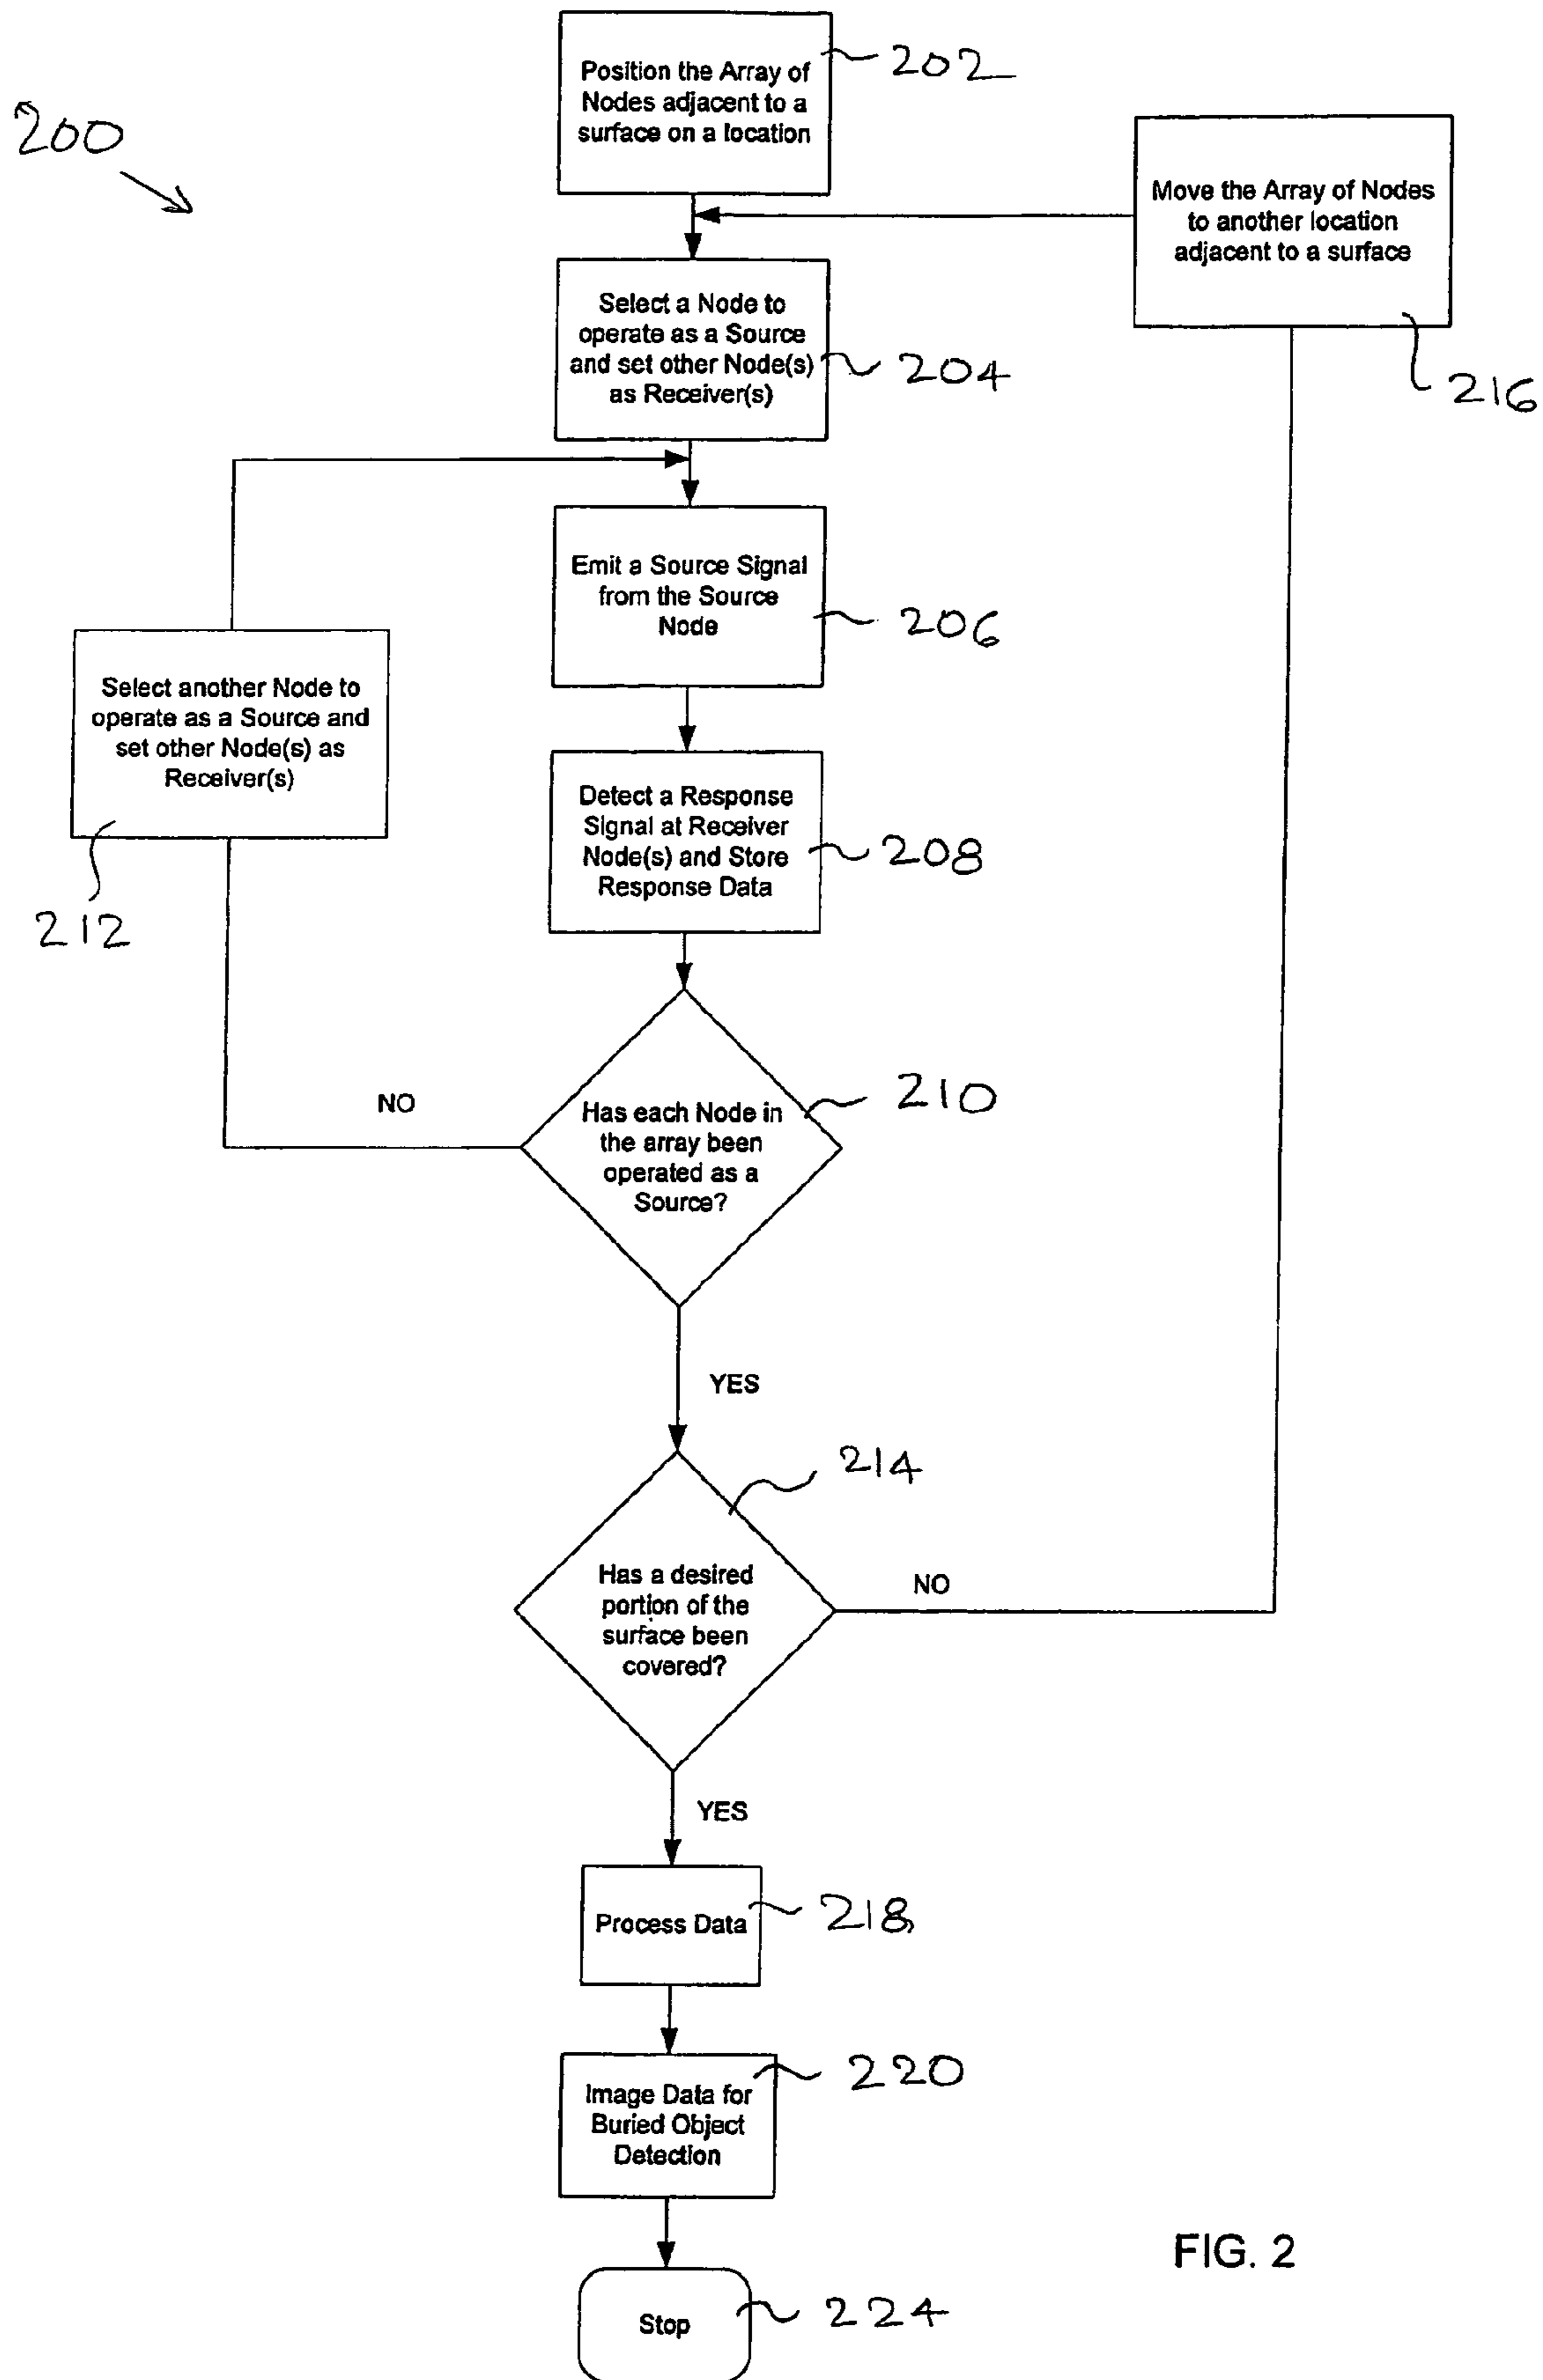 Position the Array of
Nodes adjacent to a
surface on a location
202
200
Move the Array of Nodes
to another location
adjacent to a surface
216
Select a Node to
operate as a Source
and set other Node(s)
as Receiver(s)
204
Emit a Source Signal
from the Source
Node
206
Select another Node to
operate as a Source and
set other Node(s) as
Receiver(s)
212
Detect a Response
Signal at Receiver
Node(s) and Store
Response Data
208
Has each Node in
the array been
operated as a
Source?
210
NO
YES
214
Has a desired
portion of the
surface been
covered?
NO
YES
Process Data
218
Image Data for
Buried Object
Detection
220
Stop
224
FIG. 2